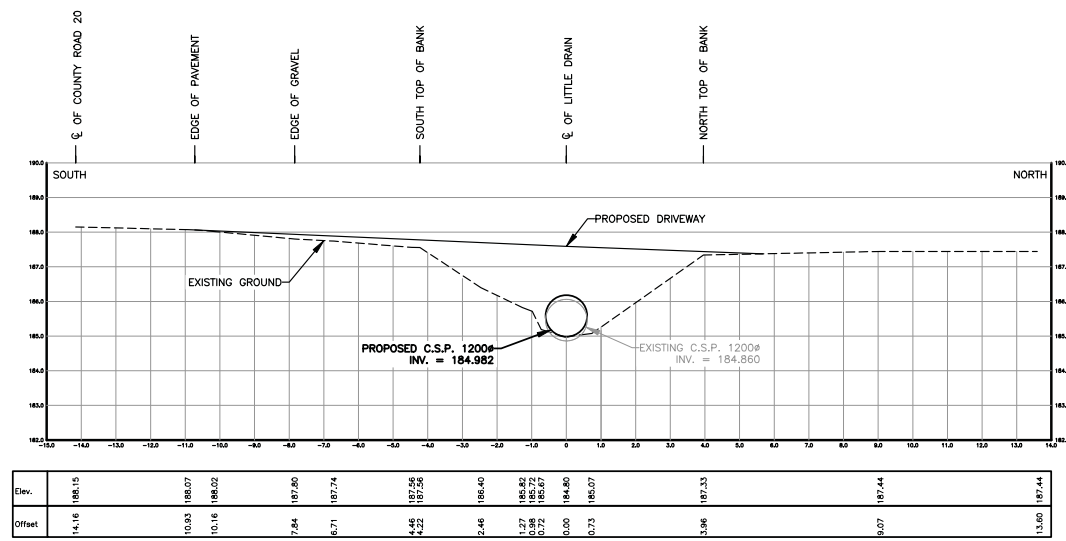 ℄ OF COUNTY ROAD 20
EDGE OF PAVEMENT
EDGE OF GRAVEL
SOUTH TOP OF BANK
℄ OF LITTLE DRAIN
NORTH TOP OF BANK
190.0
190.
SOUTH
NORTH
189.0
189.
188.0
188.
187.0
187.
186.0
186.
185.0
185.
184.0
184.
183.0
183.
182.0
182.
PROPOSED DRIVEWAY
EXISTING GROUND
PROPOSED C.S.P. 1200ø
INV. = 184.982
EXISTING C.S.P. 1200ø
INV. = 184.860
-15.0 -14.0 -13.0 -12.0 -11.0 -10.0 -9.0 -8.0 -7.0 -6.0 -5.0 -4.0 -3.0 -2.0 -1.0 0 1.0 2.0 3.0 4.0 5.0 6.0 7.0 8.0 9.0 10.0 11.0 12.0 13.0 14.0
Elev. 188.15 188.07 188.02 187.80 187.74 187.56 187.56 186.40 185.82 185.72 185.67 184.80 185.07 187.33 187.44 187.44
Offset 14.16 10.93 10.16 7.84 6.71 4.46 4.22 2.46 1.27 0.98 0.72 0.00 0.73 3.96 9.07 13.60